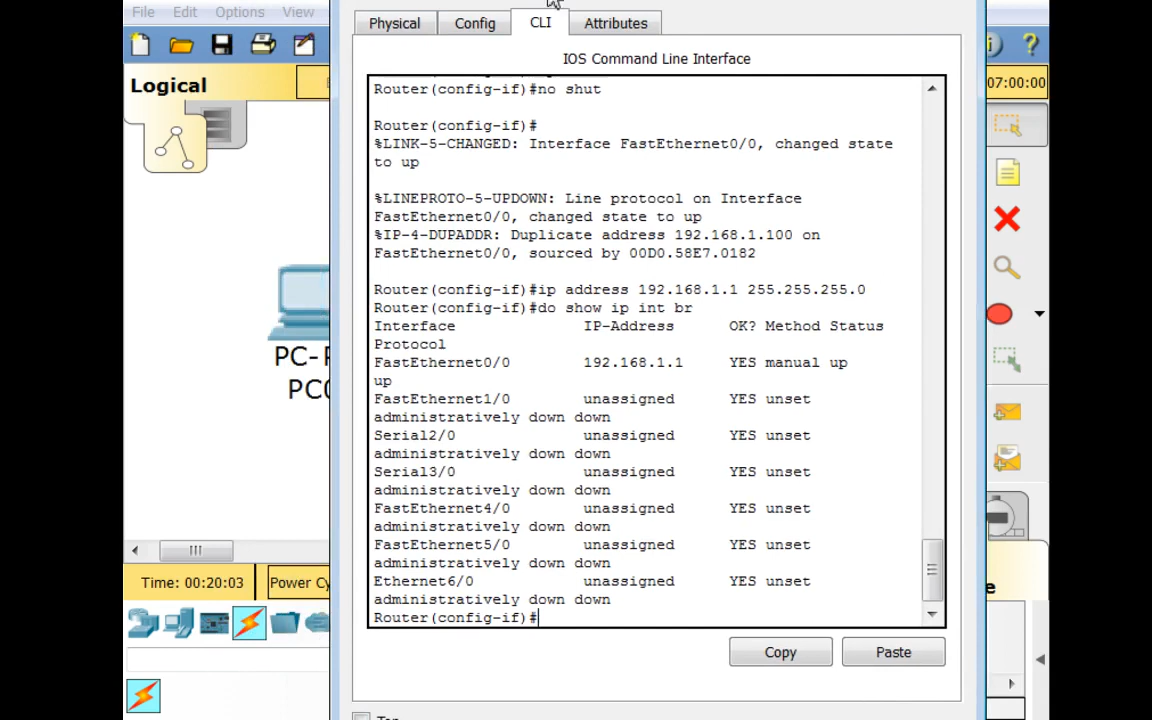 File Edit Options View
Physical Config CLI Attributes
IOS Command Line Interface
Logical
07:00:00
Router(config-if)#no shut
Router(config-if)#
%LINK-5-CHANGED: Interface FastEthernet0/0, changed state
to up
%LINEPROTO-5-UPDOWN: Line protocol on Interface
FastEthernet0/0, changed state to up
%IP-4-DUPADDR: Duplicate address 192.168.1.100 on
FastEthernet0/0, sourced by 00D0.58E7.0182
Router(config-if)#ip address 192.168.1.1 255.255.255.0
Router(config-if)#do show ip int br
Interface IP-Address OK? Method Status
Protocol
FastEthernet0/0 192.168.1.1 YES manual up
up
FastEthernet1/0 unassigned YES unset
administratively down down
Serial2/0 unassigned YES unset
administratively down down
Serial3/0 unassigned YES unset
administratively down down
FastEthernet4/0 unassigned YES unset
administratively down down
FastEthernet5/0 unassigned YES unset
administratively down down
Ethernet6/0 unassigned YES unset
administratively down down
Router(config-if)#
PC-P
PC0
Time: 00:20:03 Power Cy
Copy Paste